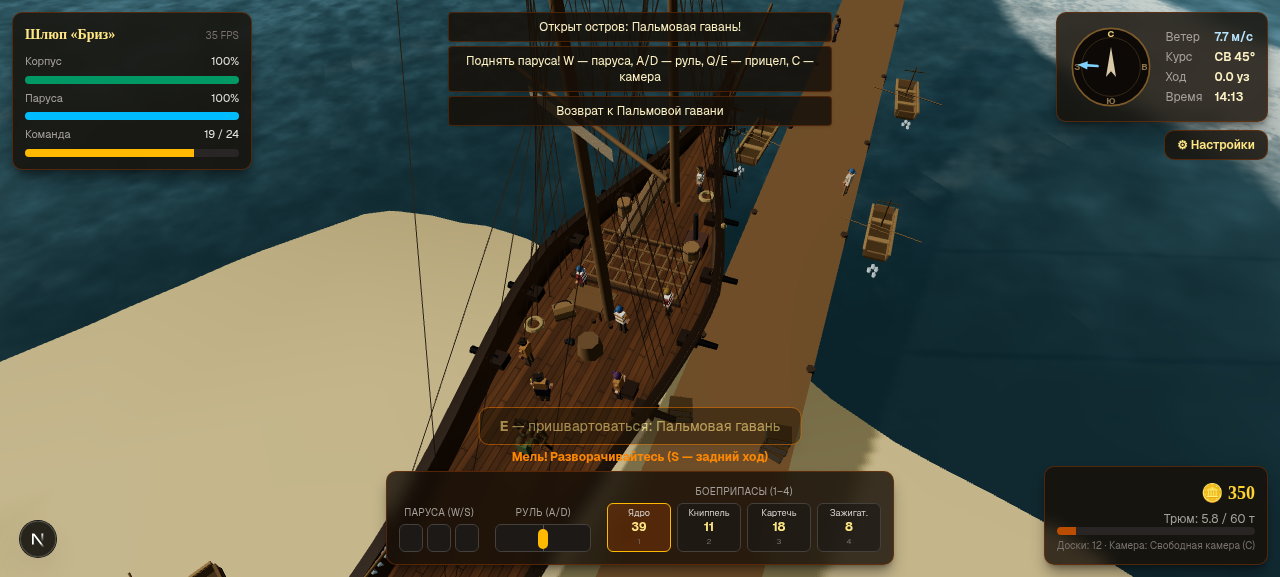 Шлюп «Бриз»
35 FPS
Корпус
100%
Паруса
100%
Команда
19 / 24
Открыт остров: Пальмовая гавань!
Поднять паруса! W — паруса, A/D — руль, Q/E — прицел, C —
камера
Возврат к Пальмовой гавани
С
З
В
Ю
Ветер
7.7 м/с
Курс
СВ 45°
Ход
0.0 уз
Время
14:13
⚙ Настройки
E — пришвартоваться: Пальмовая гавань
Мель! Разворачивайтесь (S — задний ход)
ПАРУСА (W/S)
РУЛЬ (A/D)
БОЕПРИПАСЫ (1–4)
Ядро
39
1
Книппель
11
2
Картечь
18
3
Зажигат.
8
4
350
Трюм: 5.8 / 60 т
Доски: 12 · Камера: Свободная камера (C)
N